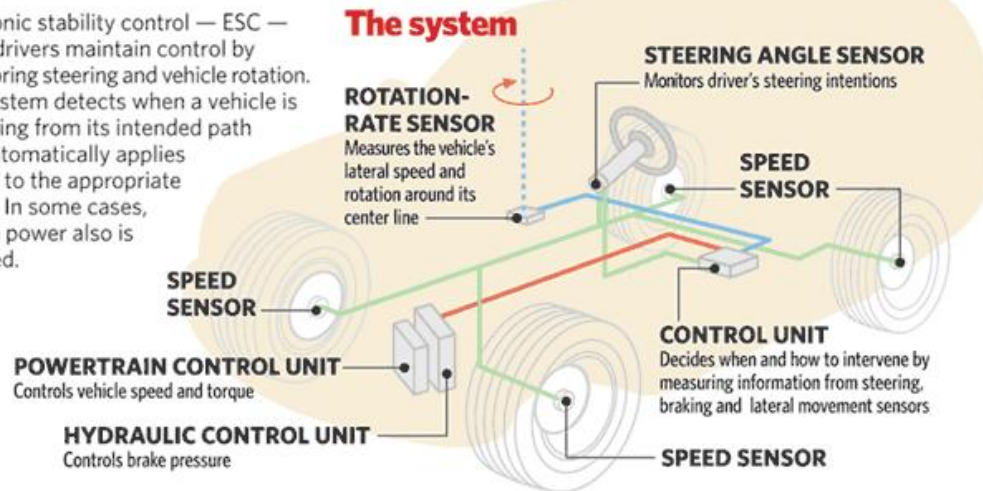 onic stability control — ESC —
drivers maintain control by
oring steering and vehicle rotation.
stem detects when a vehicle is
ing from its intended path
utomatically applies
to the appropriate
In some cases,
power also is
ed.
The system
ROTATION-
RATE SENSOR
Measures the vehicle's
lateral speed and
rotation around its
center line
STEERING ANGLE SENSOR
Monitors driver's steering intentions
SPEED
SENSOR
SPEED
SENSOR
POWERTRAIN CONTROL UNIT
Controls vehicle speed and torque
HYDRAULIC CONTROL UNIT
Controls brake pressure
CONTROL UNIT
Decides when and how to intervene by
measuring information from steering,
braking and lateral movement sensors
SPEED SENSOR